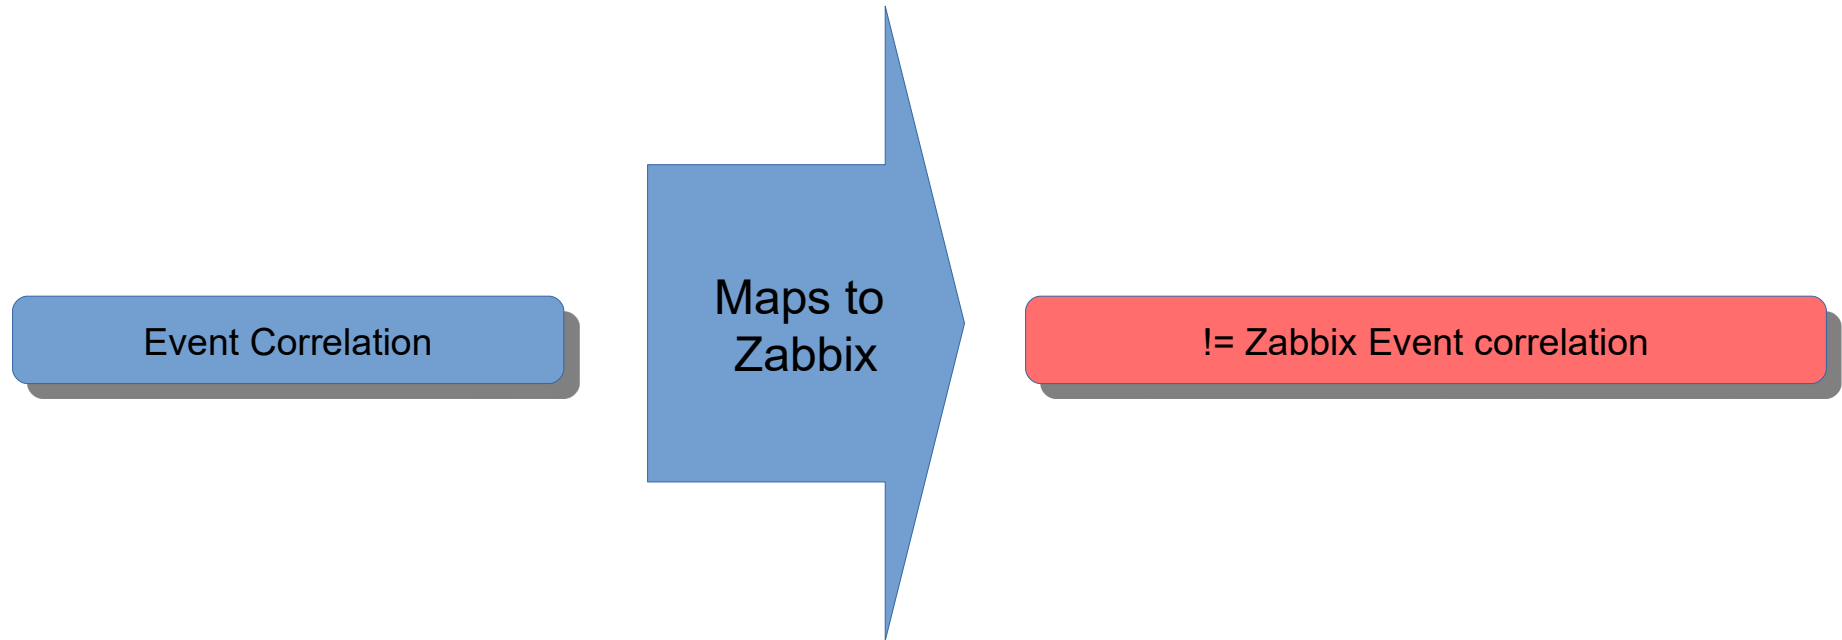 Event Correlation
Maps to
Zabbix
!= Zabbix Event correlation